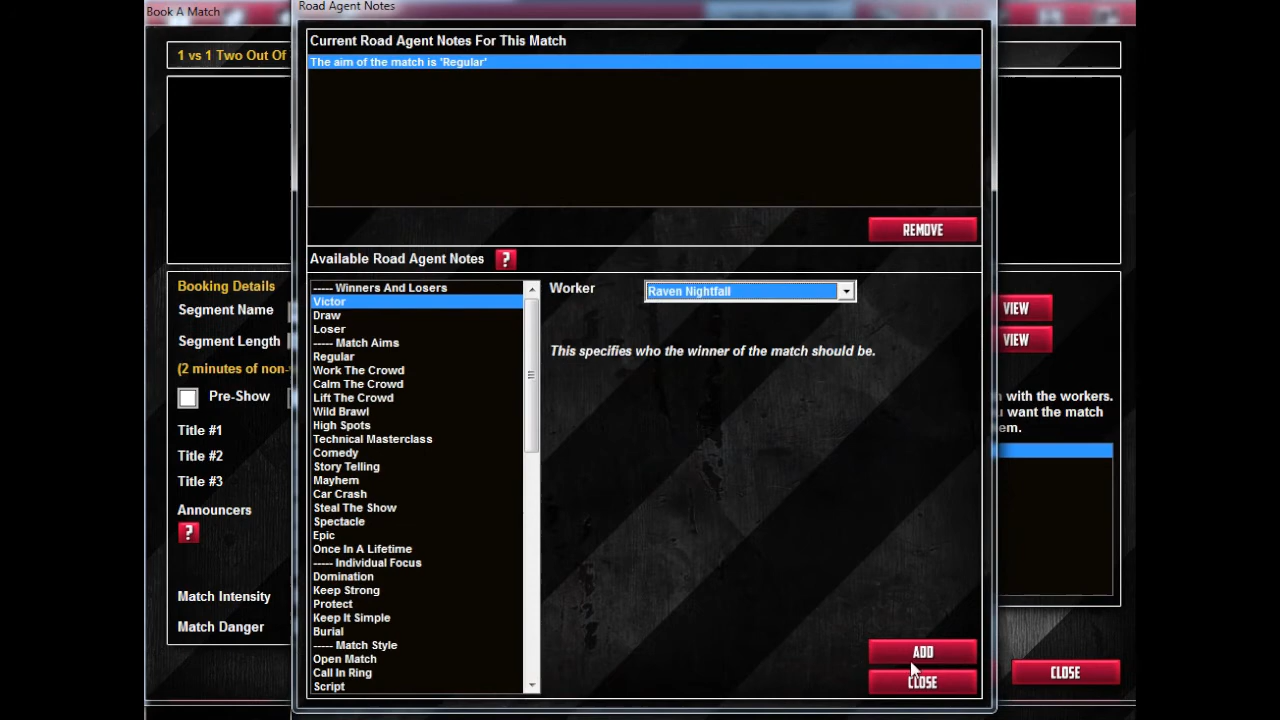 Book A Match
Road Agent Notes
Current Road Agent Notes For This Match
The aim of the match is 'Regular'
1 vs 1 Two Out Of
REMOVE
Available Road Agent Notes ?
----- Winners And Losers
Victor
Draw
Loser
----- Match Aims
Regular
Work The Crowd
Calm The Crowd
Lift The Crowd
Wild Brawl
High Spots
Technical Masterclass
Comedy
Story Telling
Mayhem
Car Crash
Steal The Show
Spectacle
Epic
Once In A Lifetime
----- Individual Focus
Domination
Keep Strong
Protect
Keep It Simple
Burial
----- Match Style
Open Match
Call In Ring
Script
Worker
Raven Nightfall
This specifies who the winner of the match should be.
ADD
CLOSE
Booking Details
Segment Name
Segment Length
(2 minutes of non-
Pre-Show
Title #1
Title #2
Title #3
Announcers
?
Match Intensity
Match Danger
VIEW
VIEW
with the workers.
want the match
CLOSE